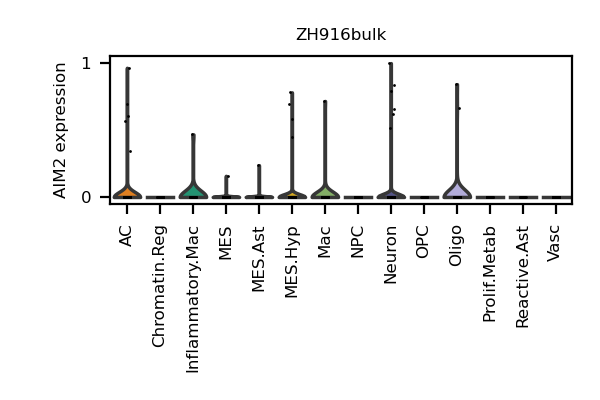 ZH916bulk
AIM2 expression
1
0
AC
Chromatin.Reg
Inflammatory.Mac
MES
MES.Ast
MES.Hyp
Mac
NPC
Neuron
OPC
Oligo
Prolif.Metab
Reactive.Ast
Vasc